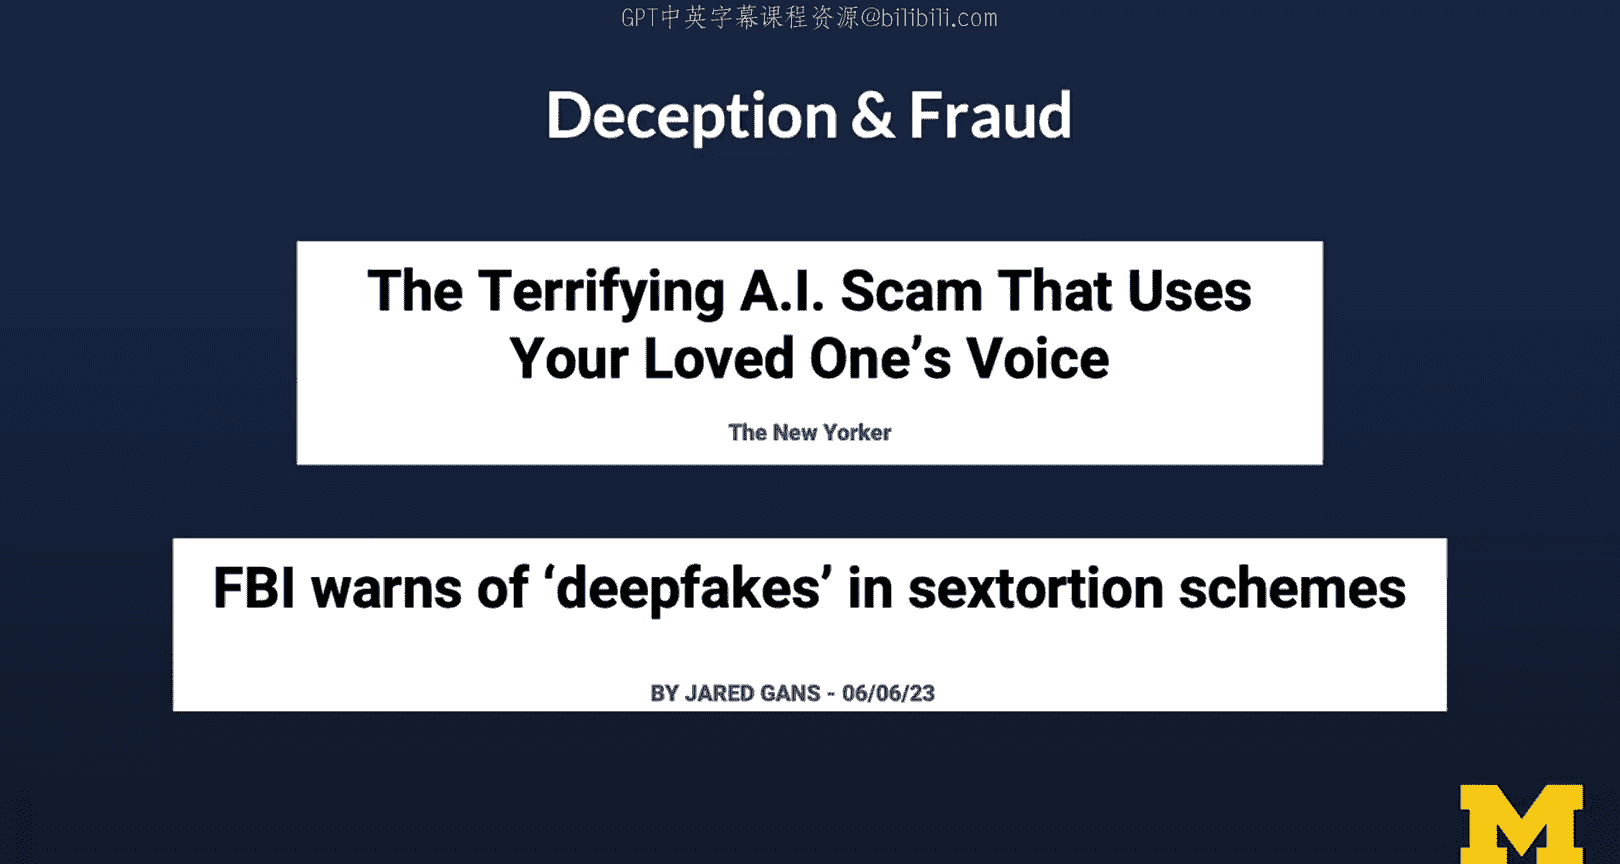 GPT中英字幕课程资源@bilibili.com
Deception & Fraud
The Terrifying A.I. Scam That Uses
Your Loved One’s Voice
The New Yorker
FBI warns of ‘deepfakes’ in sextortion schemes
BY JARED GANS - 06/06/23
M